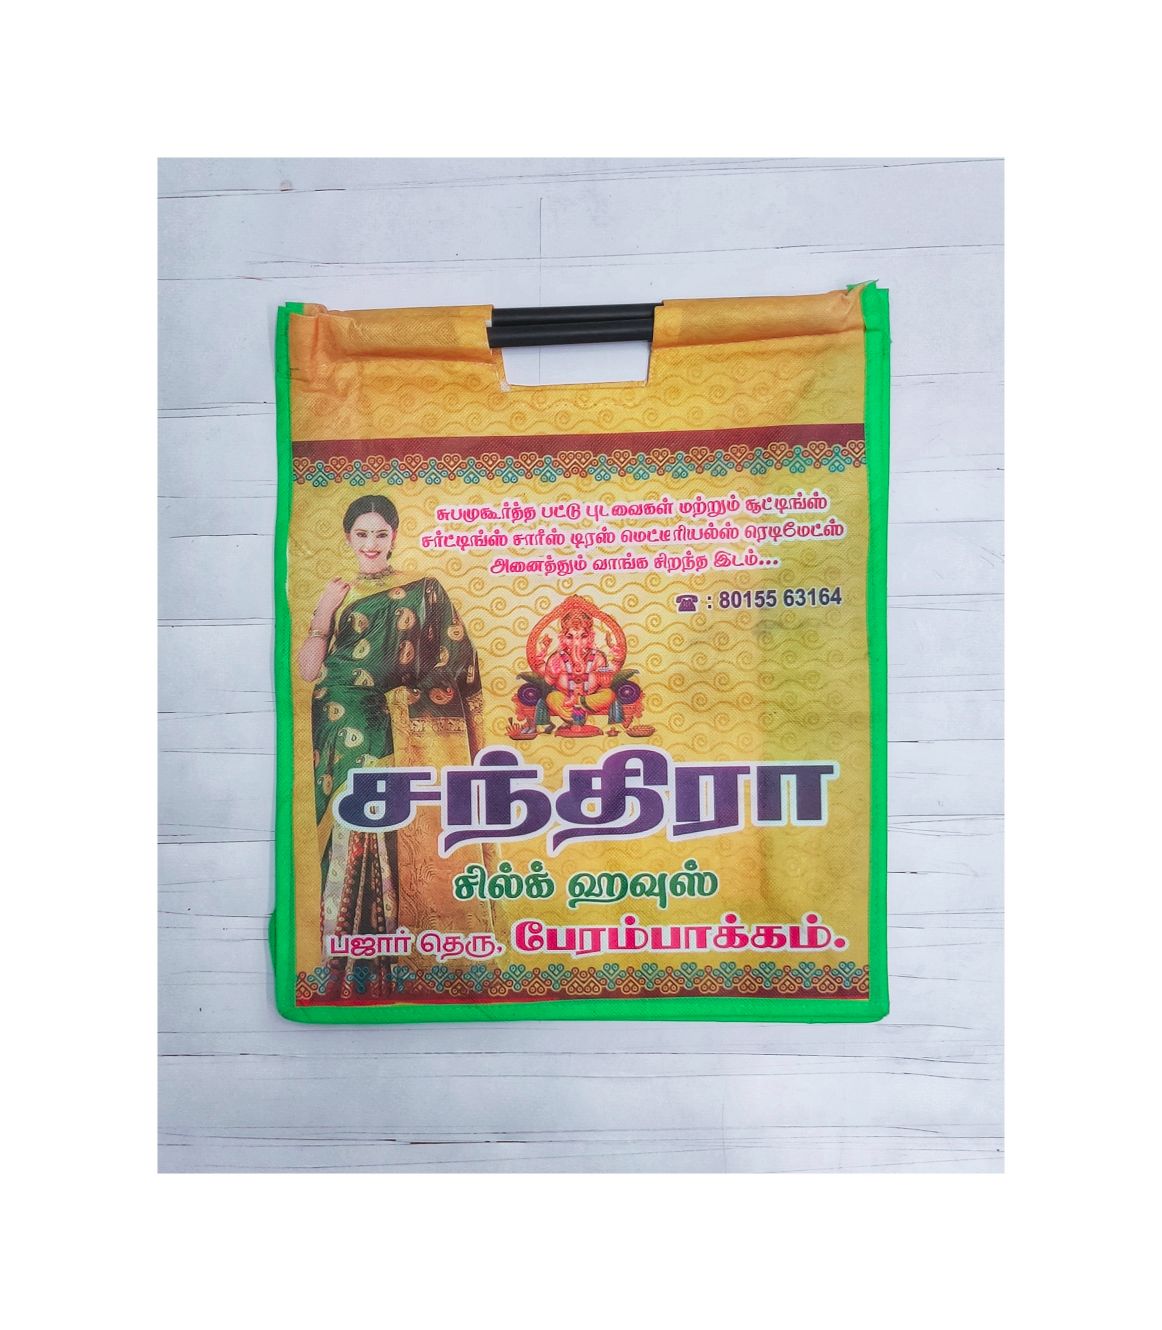 சுபமுகூர்த்த பட்டு புடவைகள் மற்றும் சூட்டிங்ஸ்
சர்ட்டிங்ஸ் சாரீஸ் டிரஸ் மெட்டீரியல்ஸ் ரெடிமேட்ஸ்
அனைத்தும் வாங்க சிறந்த இடம்...
☎ : 80155 63164
சந்திரா
சில்க் ஹவுஸ்
பஜார் தெரு, பேரம்பாக்கம்.